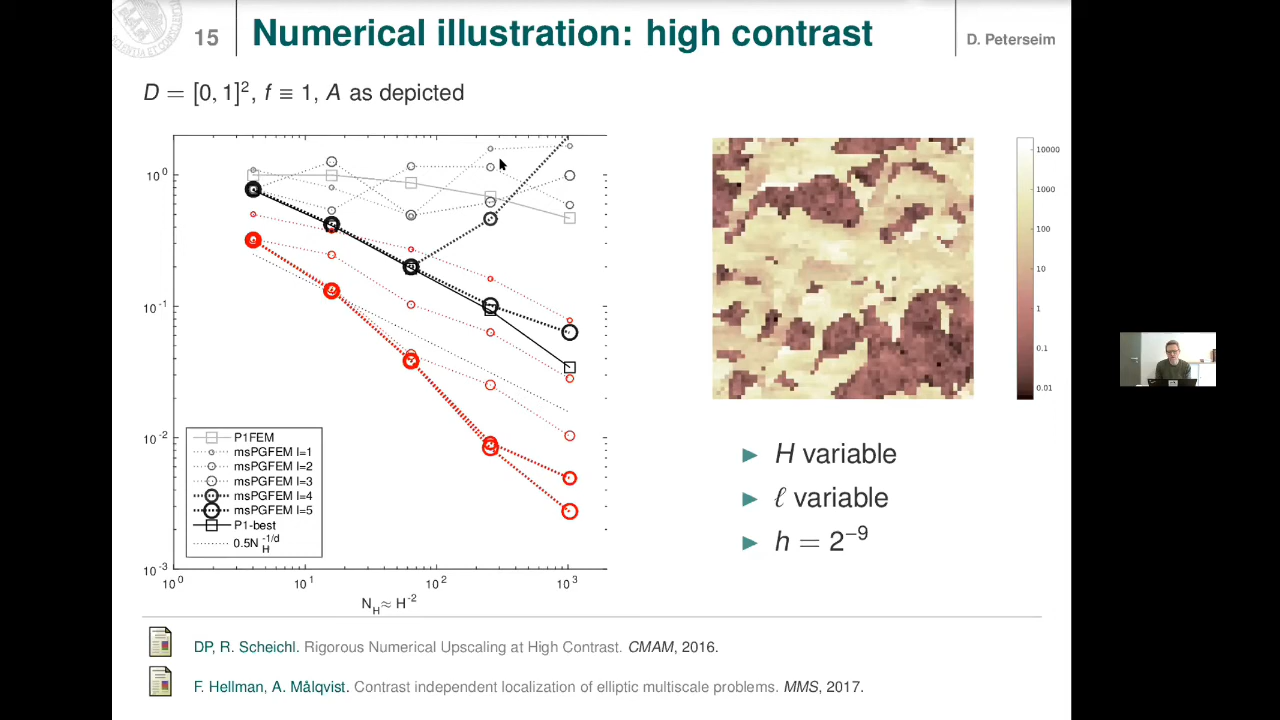 15
Numerical illustration: high contrast
D. Peterseim
D = [0, 1]², f ≡ 1, A as depicted
10⁰
10⁻¹
10⁻²
10⁻³
10⁰ 10¹ 10² 10³
N_H ≈ H⁻²
P1FEM
msPGFEM l=1
msPGFEM l=2
msPGFEM l=3
msPGFEM l=4
msPGFEM l=5
P1-best
0.5N_H^-1/d
10000
1000
100
10
1
0.1
0.01
► H variable
► ℓ variable
► h = 2⁻⁹
DP, R. Scheichl. Rigorous Numerical Upscaling at High Contrast. CMAM, 2016.
F. Hellman, A. Målqvist. Contrast independent localization of elliptic multiscale problems. MMS, 2017.